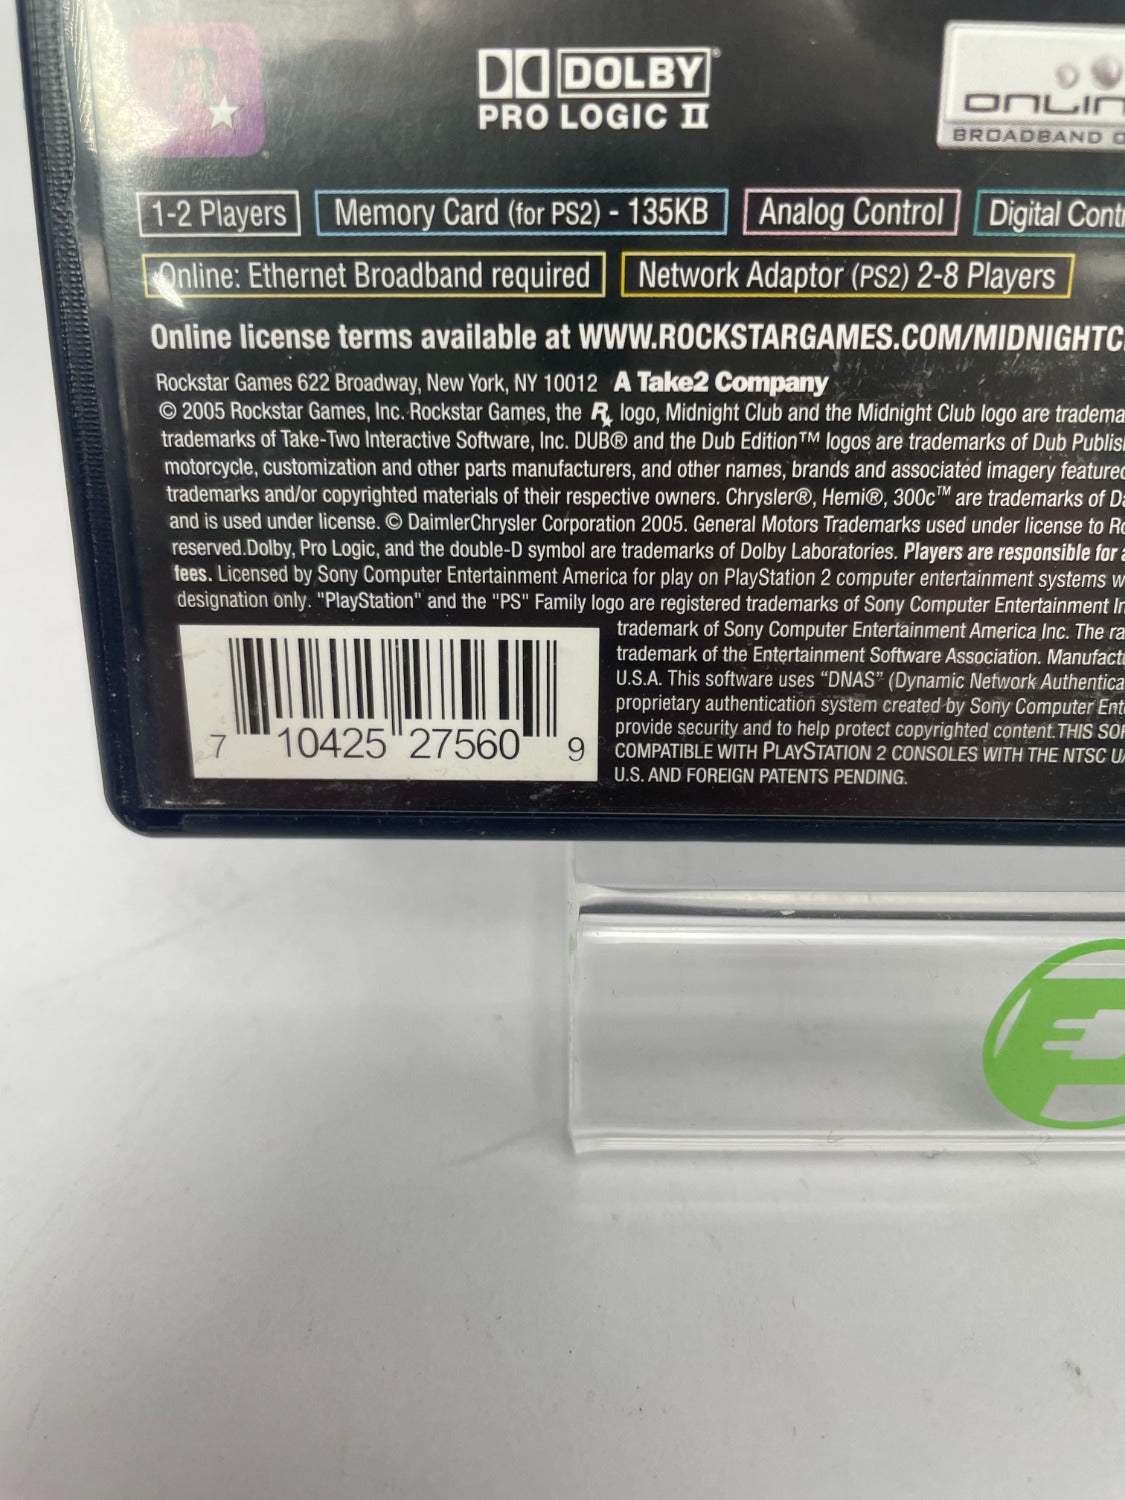 R
DOLBY
PRO LOGIC II
BROADBAND
1-2 Players
Memory Card (for PS2) - 135KB
Analog Control
Digital
Online: Ethernet Broadband required
Network Adaptor (PS2) 2-8 Players
Online license terms available at WWW.ROCKSTARGAMES.COM/MIDNIGHTC
Rockstar Games 622 Broadway, New York, NY 10012 A Take2 Company
© 2005 Rockstar Games, Inc. Rockstar Games, the R logo, Midnight Club and the Midnight Club logo are
trademarks of Take-Two Interactive Software, Inc. DUB® and the Dub Edition™ logos are trademarks of Dub
motorcycle, customization and other parts manufacturers, and other names, brands and associated imagery featured
trademarks and/or copyrighted materials of their respective owners. Chrysler®, Hemi®, 300c™ are trademarks of
and is used under license. © DaimlerChrysler Corporation 2005. General Motors Trademarks used under license to
reserved.Dolby, Pro Logic, and the double-D symbol are trademarks of Dolby Laboratories. Players are responsible for
fees. Licensed by Sony Computer Entertainment America for play on PlayStation 2 computer entertainment systems
designation only. "PlayStation" and the "PS" Family logo are registered trademarks of Sony Computer Entertainment
trademark of Sony Computer Entertainment America Inc. The
trademark of the Entertainment Software Association.
U.S.A. This software uses “DNAS” (Dynamic Network
proprietary authentication system created by Sony Computer
provide security and to help protect copyrighted content.THIS
COMPATIBLE WITH PLAYSTATION 2 CONSOLES WITH THE NTSC
U.S. AND FOREIGN PATENTS PENDING.
7 10425 27560 9